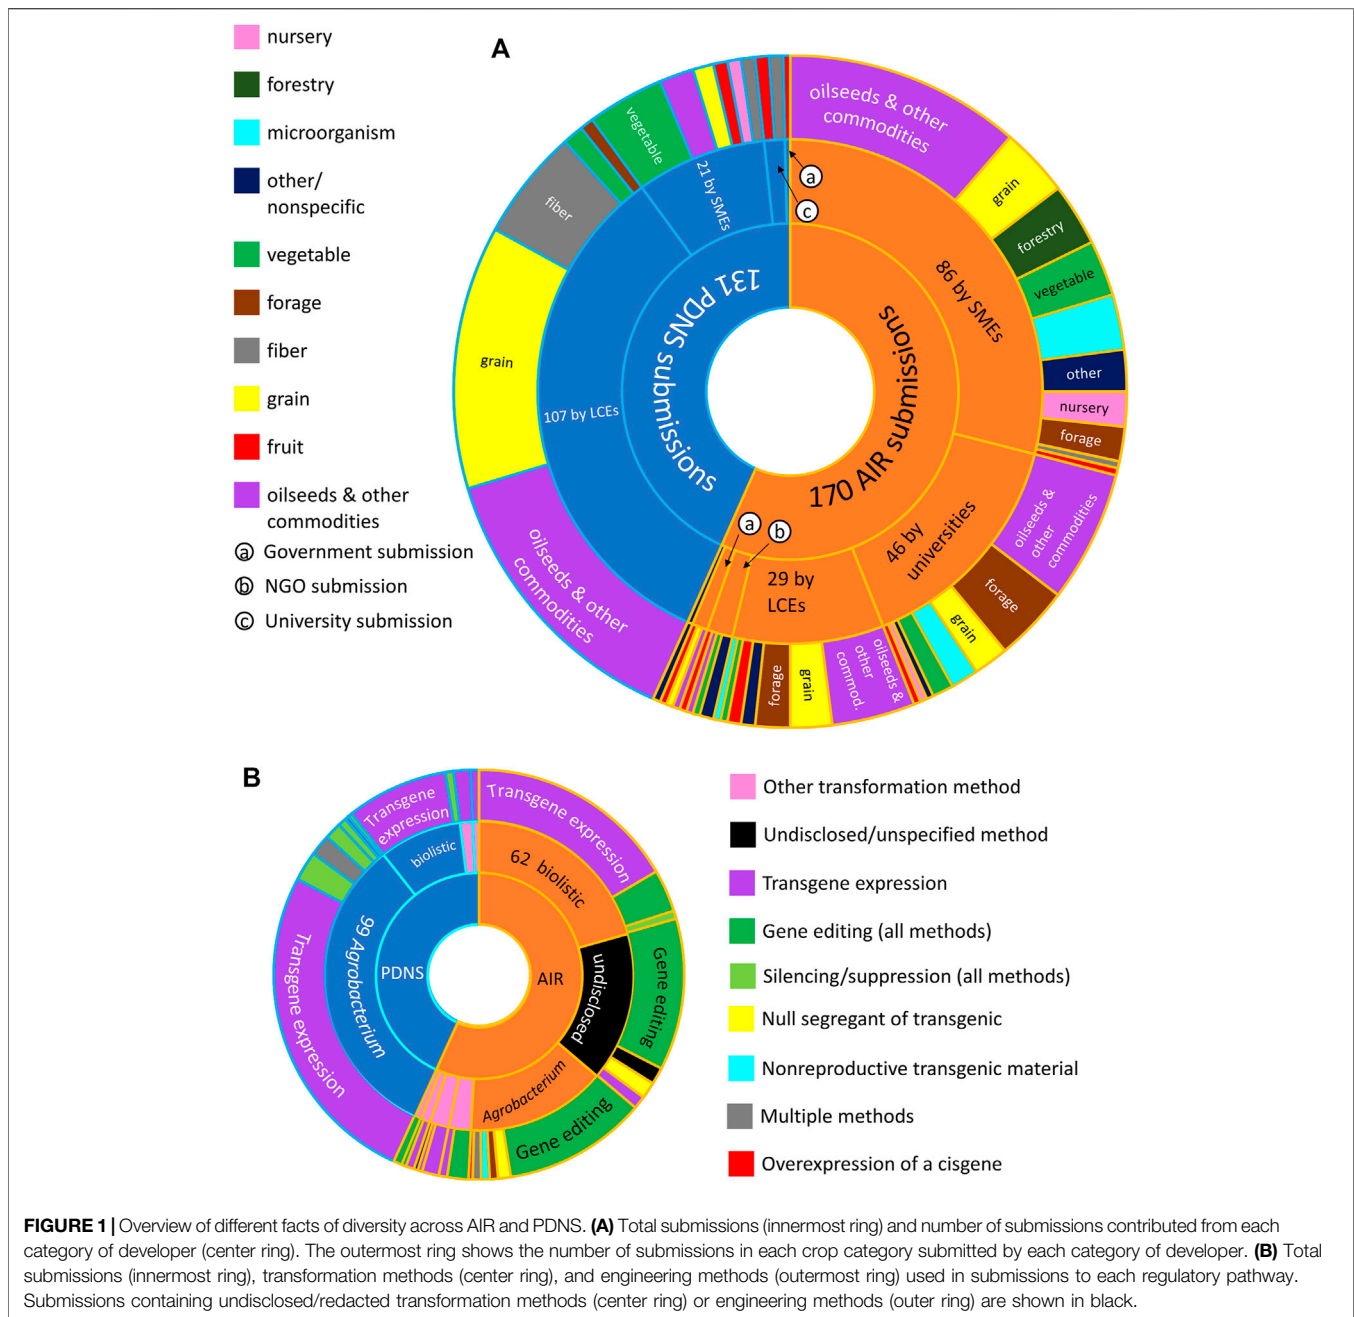 nursery
forestry
microorganism
other/
nonspecific
vegetable
forage
fiber
grain
fruit
oilseeds & other
commodities
a Government submission
b NGO submission
c University submission
A
131 PDNS submissions
107 by LCEs
21 by SMEs
oilseeds & other
commodities
grain
fiber
vegetable
a
c
170 AIR submissions
86 by SMEs
46 by
universities
29 by
LCEs
a
b
oilseeds & other
commodities
grain
forestry
vegetable
other
nursery
forage
oilseeds &
other
commodities
forage
grain
oilseeds &
other
commod.
grain
forage
B
PDNS
99 Agrobacterium
biolistic
Transgene expression
Transgene
expression
AIR
62 biolistic
undisclosed
Agrobacterium
Transgene expression
Gene editing
Gene editing
Other transformation method
Undisclosed/unspecified method
Transgene expression
Gene editing (all methods)
Silencing/suppression (all methods)
Null segregant of transgenic
Nonreproductive transgenic material
Multiple methods
Overexpression of a cisgene
FIGURE 1 | Overview of different facts of diversity across AIR and PDNS. (A) Total submissions (innermost ring) and number of submissions contributed from each
category of developer (center ring). The outermost ring shows the number of submissions in each crop category submitted by each category of developer. (B) Total
submissions (innermost ring), transformation methods (center ring), and engineering methods (outermost ring) used in submissions to each regulatory pathway.
Submissions containing undisclosed/redacted transformation methods (center ring) or engineering methods (outer ring) are shown in black.